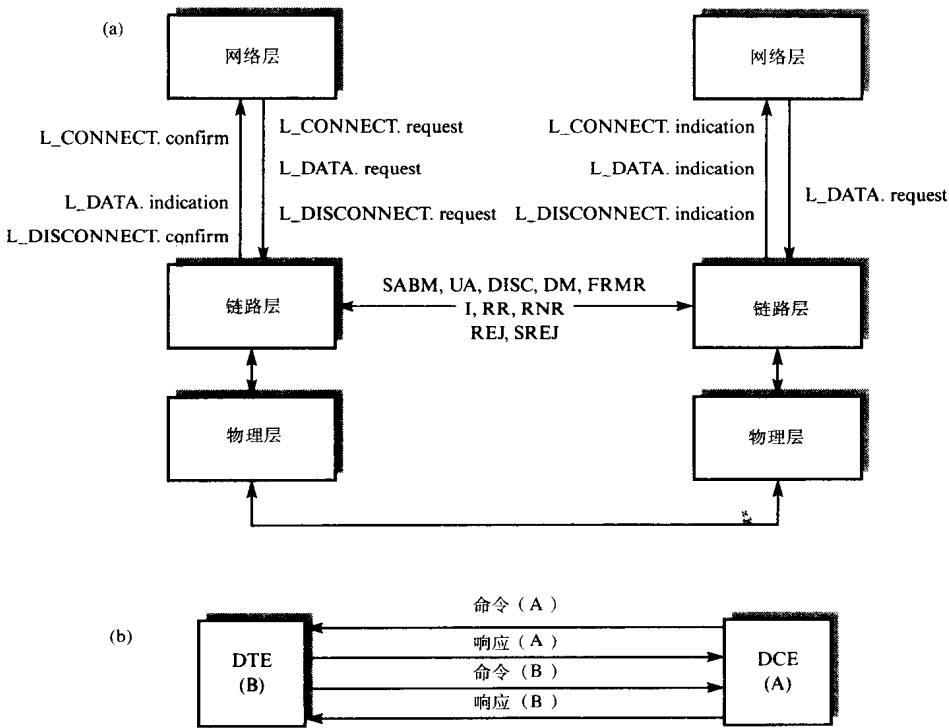 (a)
网络层
网络层
L_CONNECT. confirm
L_CONNECT. request
L_CONNECT. indication
L_DATA. request
L_DATA. indication
L_DATA. indication
L_DATA. request
L_DISCONNECT. request
L_DISCONNECT. indication
L_DISCONNECT. confirm
链路层
SABM, UA, DISC, DM, FRMR
I, RR, RNR
REJ, SREJ
链路层
物理层
物理层
(b)
DTE
(B)
命令 ( A )
响应 ( A )
命令 ( B )
响应 ( B )
DCE
(A)